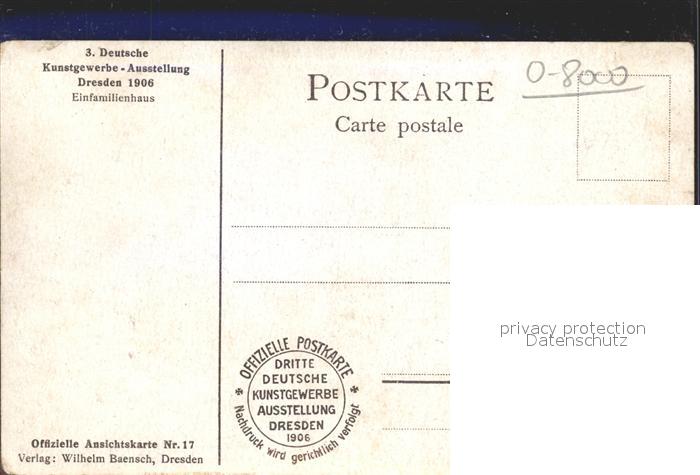 3. Deutsche
Kunstgewerbe-Ausstellung
Dresden 1906
Einfamilienhaus
POSTKARTE
Carte postale
0-8000
privacy protection
Datenschutz
OFFIZIELLE POSTKARTE
DRITTE
DEUTSCHE
KUNSTGEWERBE
AUSSTELLUNG
DRESDEN
1906
Nachdruck wird gerichtlich verfolgt
Offizielle Ansichtskarte Nr. 17
Verlag: Wilhelm Baensch, Dresden